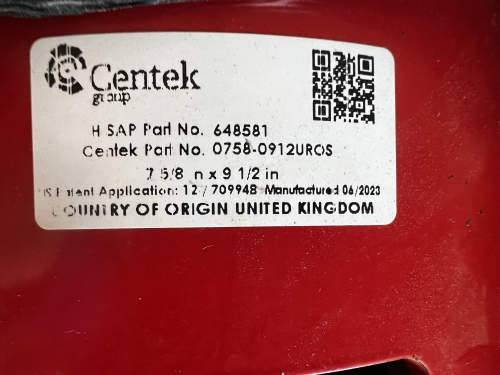 Centek
group
H SAP Part No. 648581
Centek Part No. 0758-0912UROS
7 5/8 in x 9 1/2 in
US Patent Application: 12 / 709948 Manufactured 06/2023
COUNTRY OF ORIGIN UNITED KINGDOM